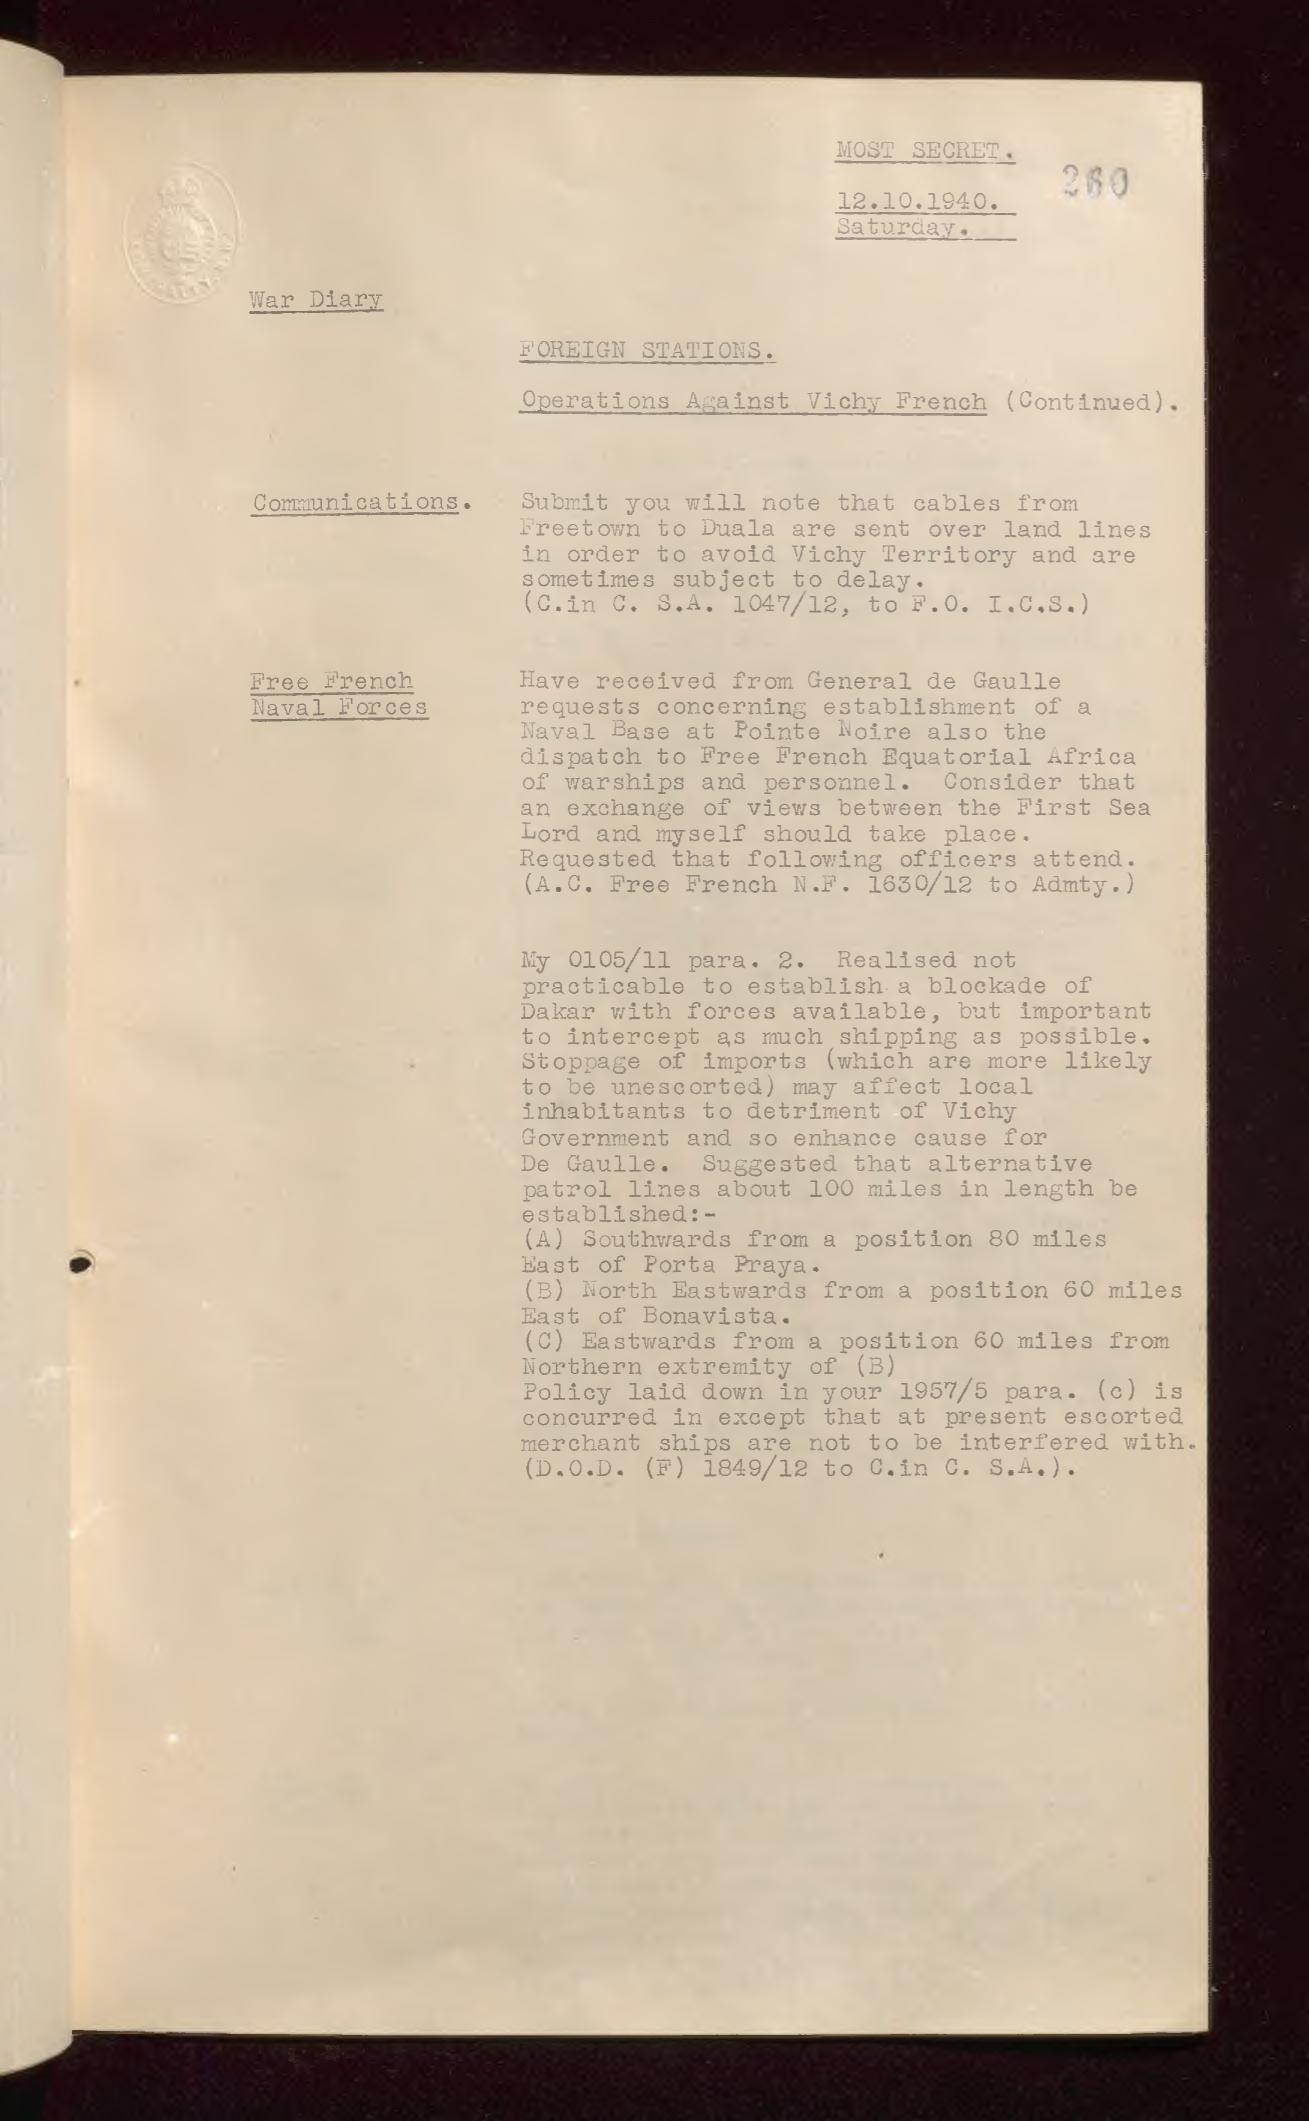 MOST SECRET.
260
12.10.1940.
Saturday.
War Diary
FOREIGN STATIONS.
Operations Against Vichy French (Continued).
Communications.
Submit you will note that cables from
Freetown to Duala are sent over land lines
in order to avoid Vichy Territory and are
sometimes subject to delay.
(C.in C. S.A. 1047/12, to F.O. I.C.S.)
Free French
Naval Forces
Have received from General de Gaulle
requests concerning establishment of a
Naval Base at Pointe Noire also the
dispatch to Free French Equatorial Africa
of warships and personnel. Consider that
an exchange of views between the First Sea
Lord and myself should take place.
Requested that following officers attend.
(A.C. Free French N.F. 1630/12 to Admty.)
My 0105/11 para. 2. Realised not
practicable to establish a blockade of
Dakar with forces available, but important
to intercept as much shipping as possible.
Stoppage of imports (which are more likely
to be unescorted) may affect local
inhabitants to detriment of Vichy
Government and so enhance cause for
De Gaulle. Suggested that alternative
patrol lines about 100 miles in length be
established:-
(A) Southwards from a position 80 miles
East of Porta Praya.
(B) North Eastwards from a position 60 miles
East of Bonavista.
(C) Eastwards from a position 60 miles from
Northern extremity of (B)
Policy laid down in your 1957/5 para. (c) is
concurred in except that at present escorted
merchant ships are not to be interfered with.
(D.O.D. (F) 1849/12 to C.in C. S.A.).